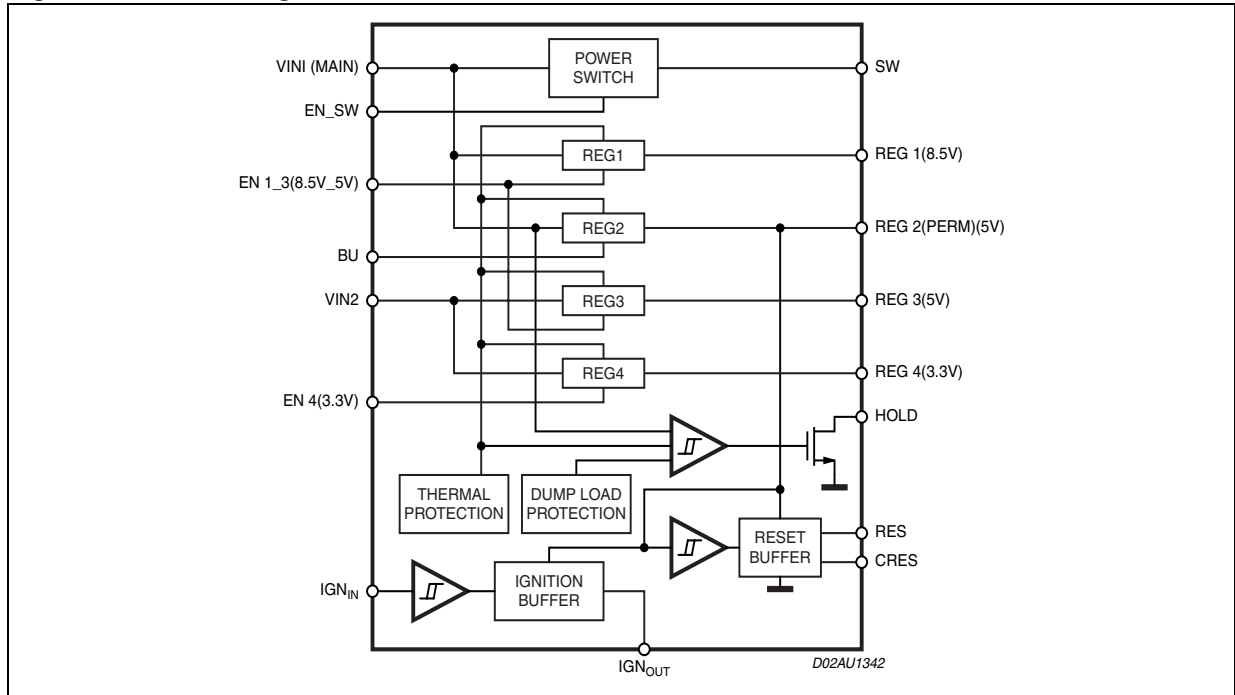 VINI (MAIN)
POWER
SWITCH
SW
EN_SW
REG1
REG 1(8.5V)
EN 1_3(8.5V_5V)
REG2
REG 2(PERM)(5V)
BU
VIN2
REG3
REG 3(5V)
REG4
REG 4(3.3V)
EN 4(3.3V)
HOLD
THERMAL
PROTECTION
DUMP LOAD
PROTECTION
RESET
BUFFER
RES
CRES
IGNIN
IGNITION
BUFFER
IGNOUT
D02AU1342